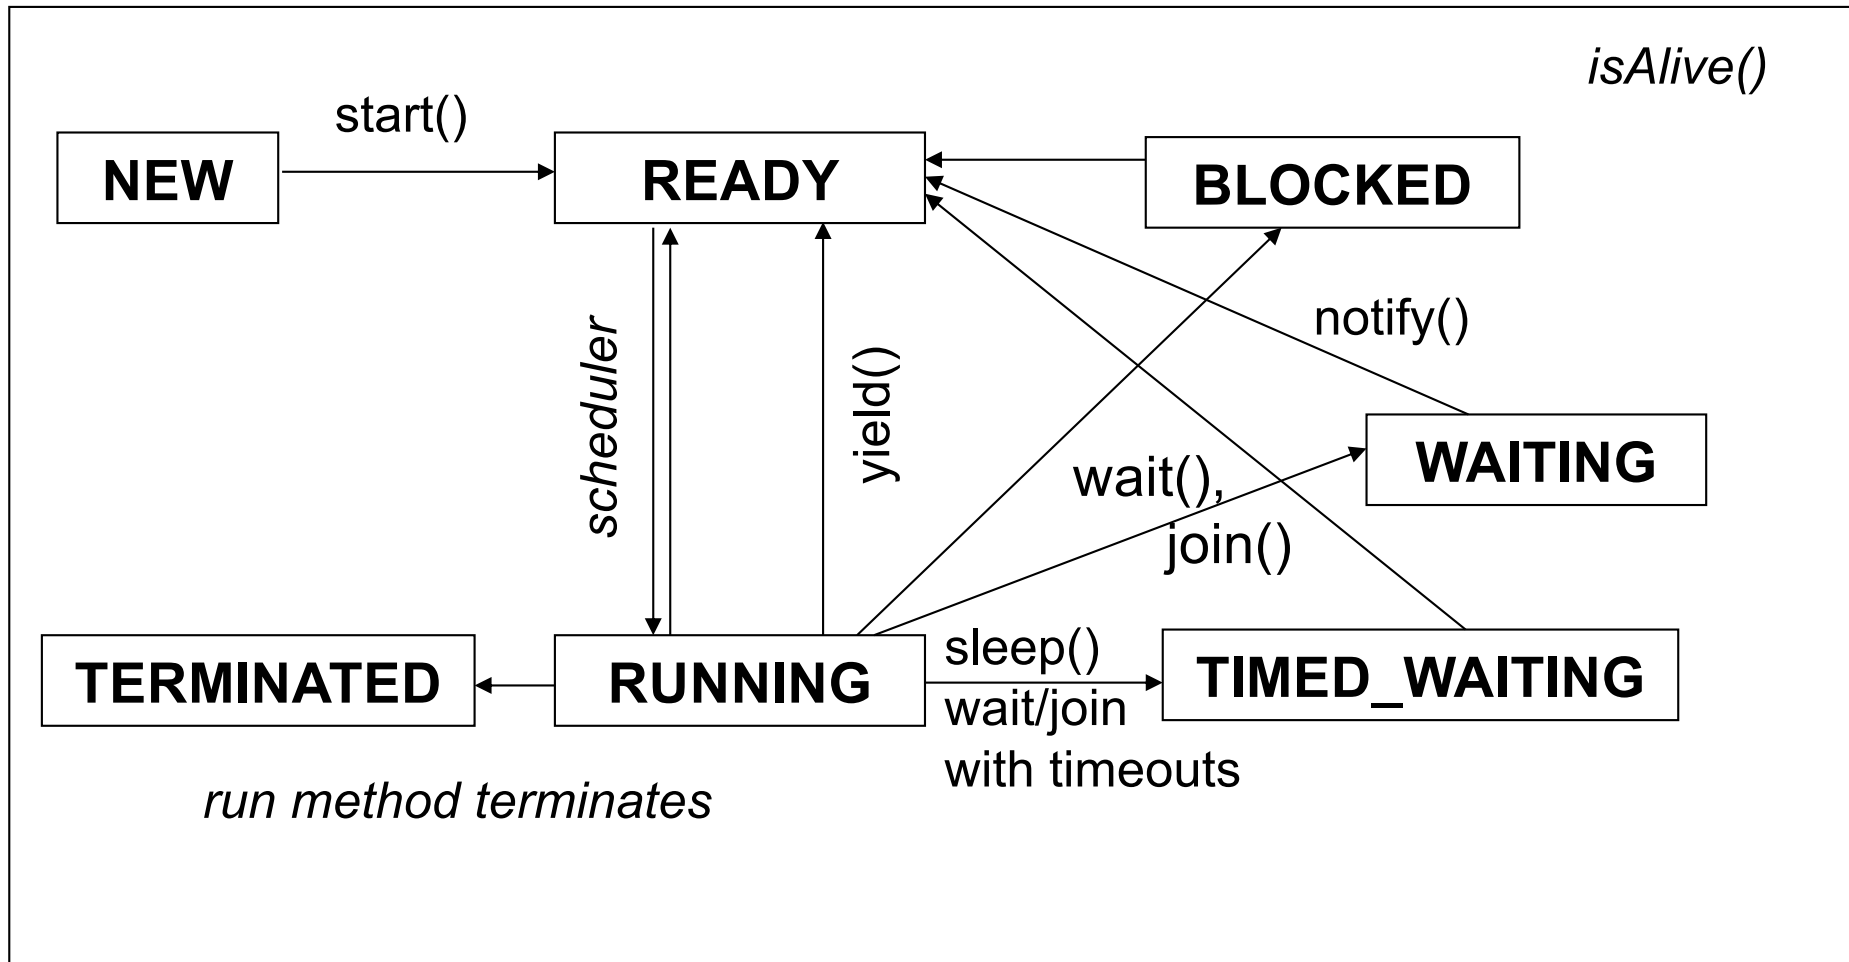 isAlive()
start()
NEW
READY
BLOCKED
notify()
scheduler
yield()
wait(),
join()
WAITING
TERMINATED
RUNNING
sleep()
wait/join
with timeouts
TIMED_WAITING
run method terminates